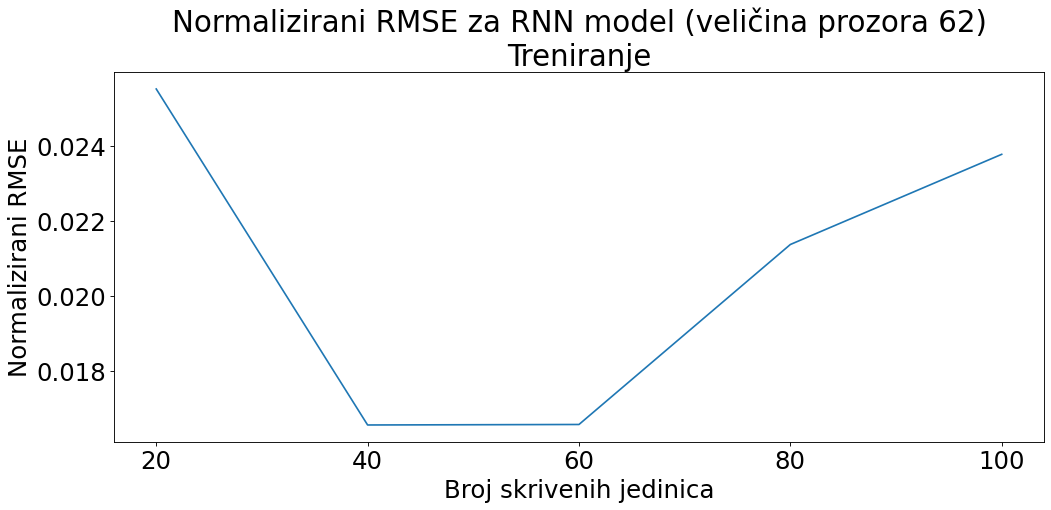 Normalizirani RMSE za RNN model (veličina prozora 62)
Treniranje
Normalizirani RMSE
0.024
0.022
0.020
0.018
20 40 60 80 100
Broj skrivenih jedinica